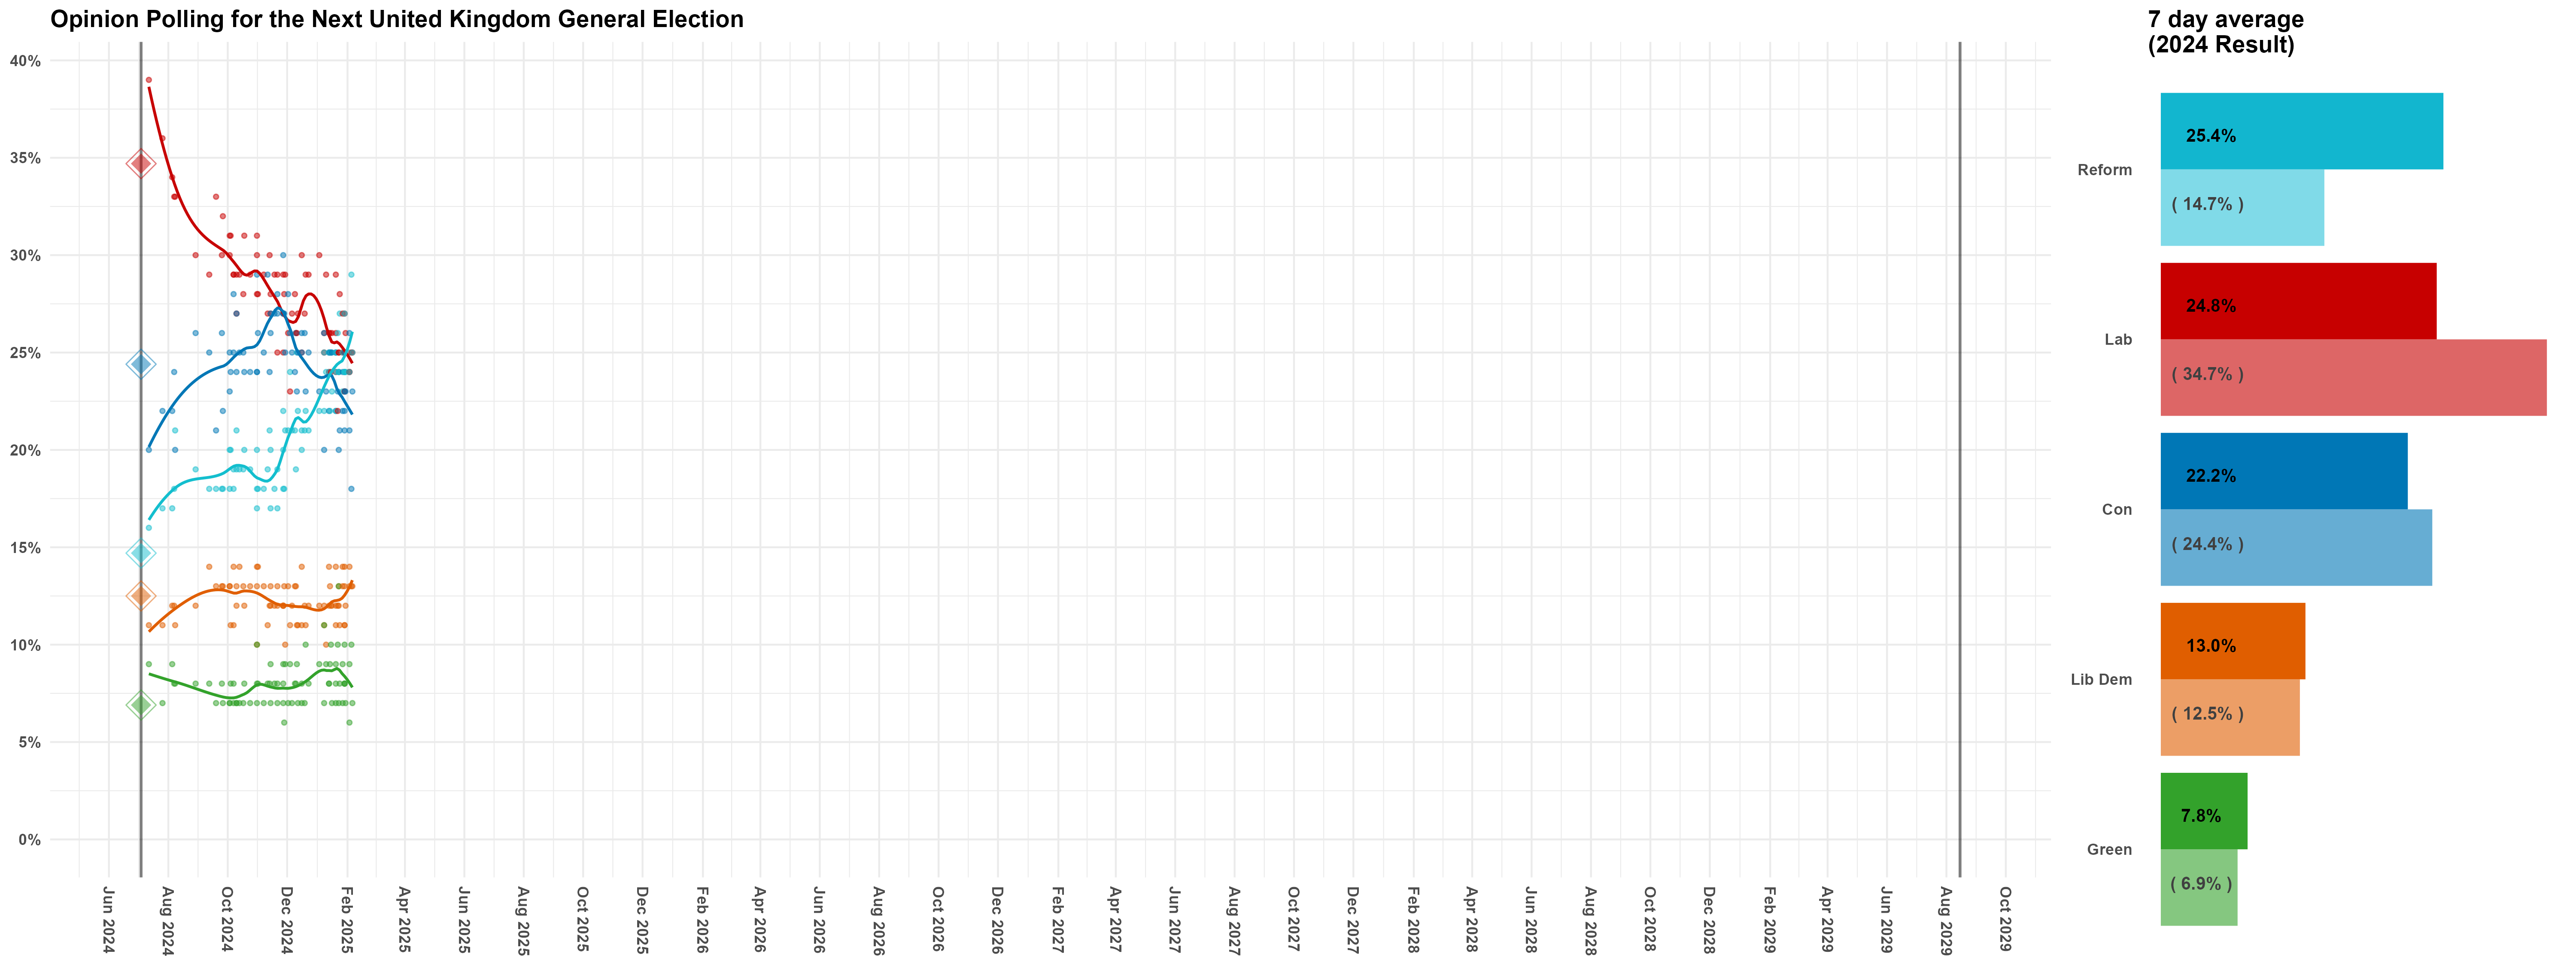 Opinion Polling for the Next United Kingdom General Election
40%
35%
30%
25%
20%
15%
10%
5%
0%
Jun 2024
Aug 2024
Oct 2024
Dec 2024
Feb 2025
Apr 2025
Jun 2025
Aug 2025
Oct 2025
Dec 2025
Feb 2026
Apr 2026
Jun 2026
Aug 2026
Oct 2026
Dec 2026
Feb 2027
Apr 2027
Jun 2027
Aug 2027
Oct 2027
Dec 2027
Feb 2028
Apr 2028
Jun 2028
Aug 2028
Oct 2028
Dec 2028
Feb 2029
Apr 2029
Jun 2029
Aug 2029
Oct 2029
7 day average
(2024 Result)
Reform
25.4%
( 14.7% )
Lab
24.8%
( 34.7% )
Con
22.2%
( 24.4% )
Lib Dem
13.0%
( 12.5% )
Green
7.8%
( 6.9% )